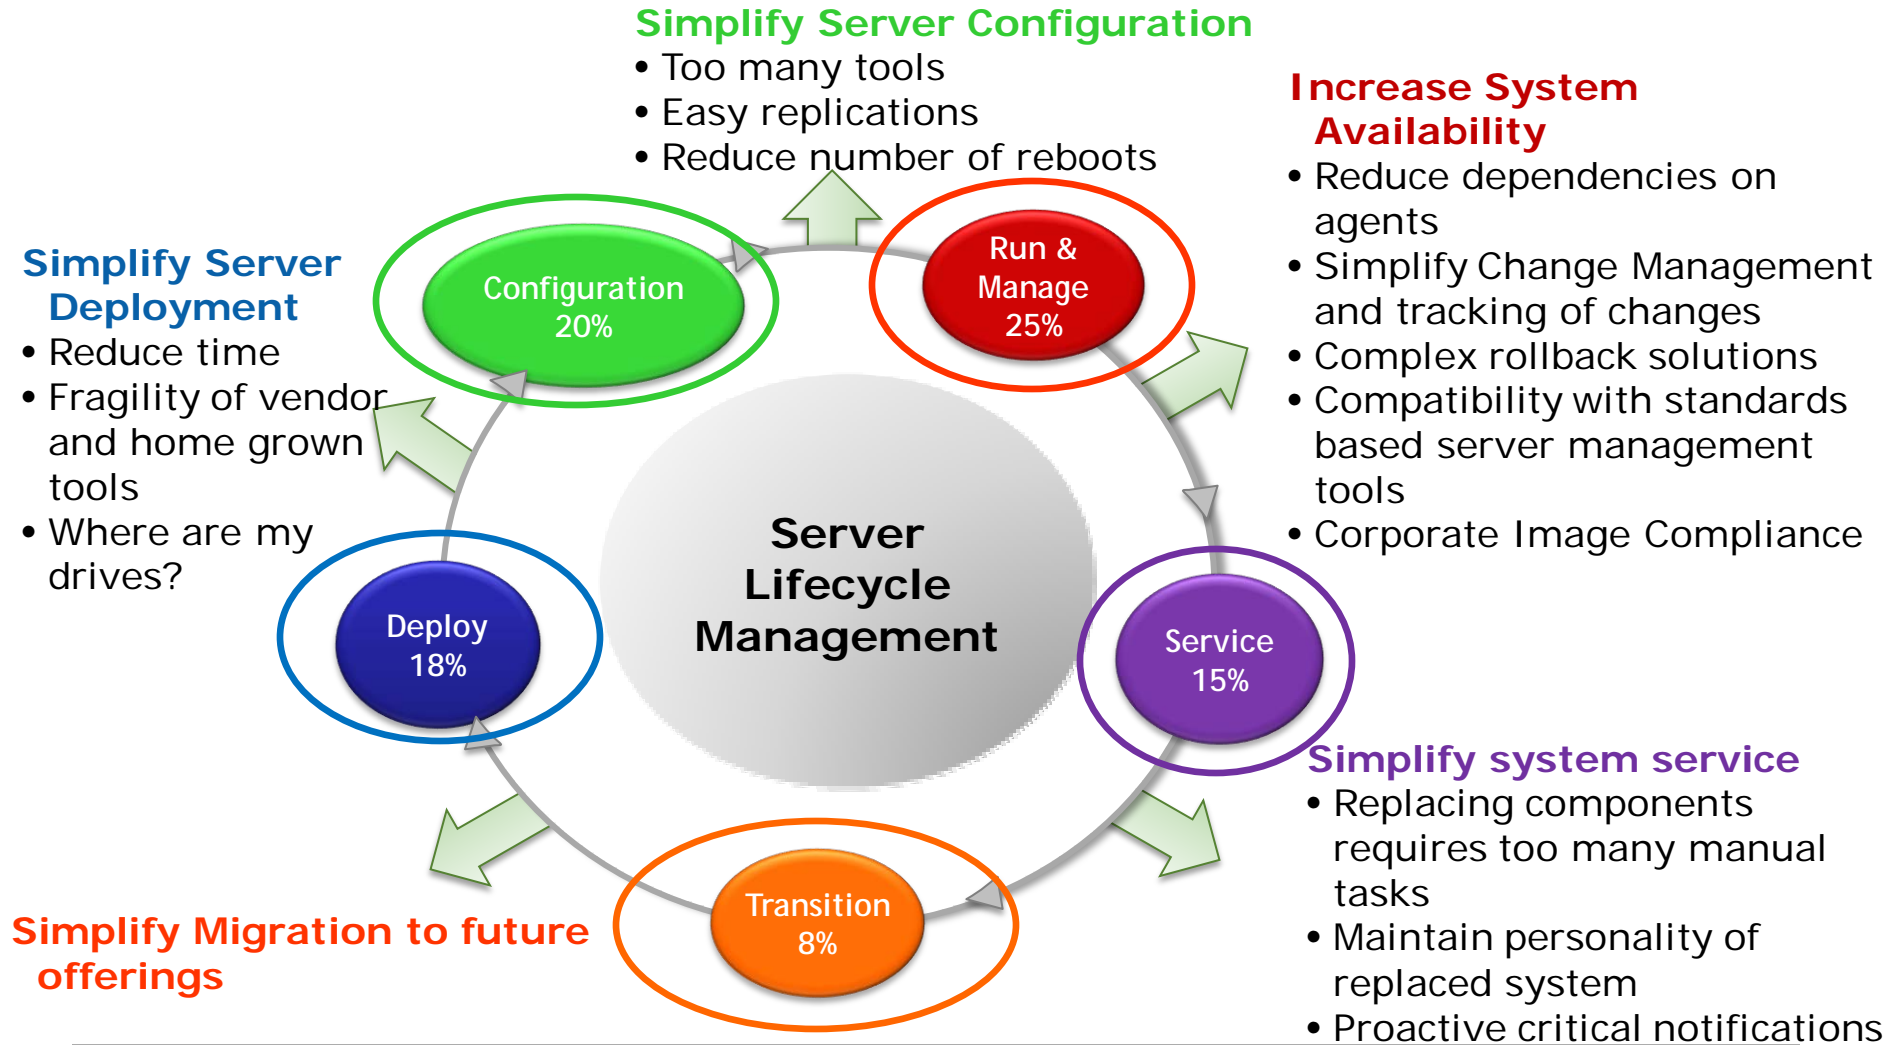 Simplify Server Configuration
• Too many tools
• Easy replications
• Reduce number of reboots
Increase System
Availability
• Reduce dependencies on
agents
• Simplify Change Management
and tracking of changes
• Complex rollback solutions
• Compatibility with standards
based server management
tools
• Corporate Image Compliance
Simplify Server
Deployment
• Reduce time
• Fragility of vendor
and home grown
tools
• Where are my
drives?
Configuration
20%
Run &
Manage
25%
Server
Lifecycle
Management
Deploy
18%
Service
15%
Transition
8%
Simplify system service
• Replacing components
requires too many manual
tasks
• Maintain personality of
replaced system
• Proactive critical notifications
Simplify Migration to future
offerings